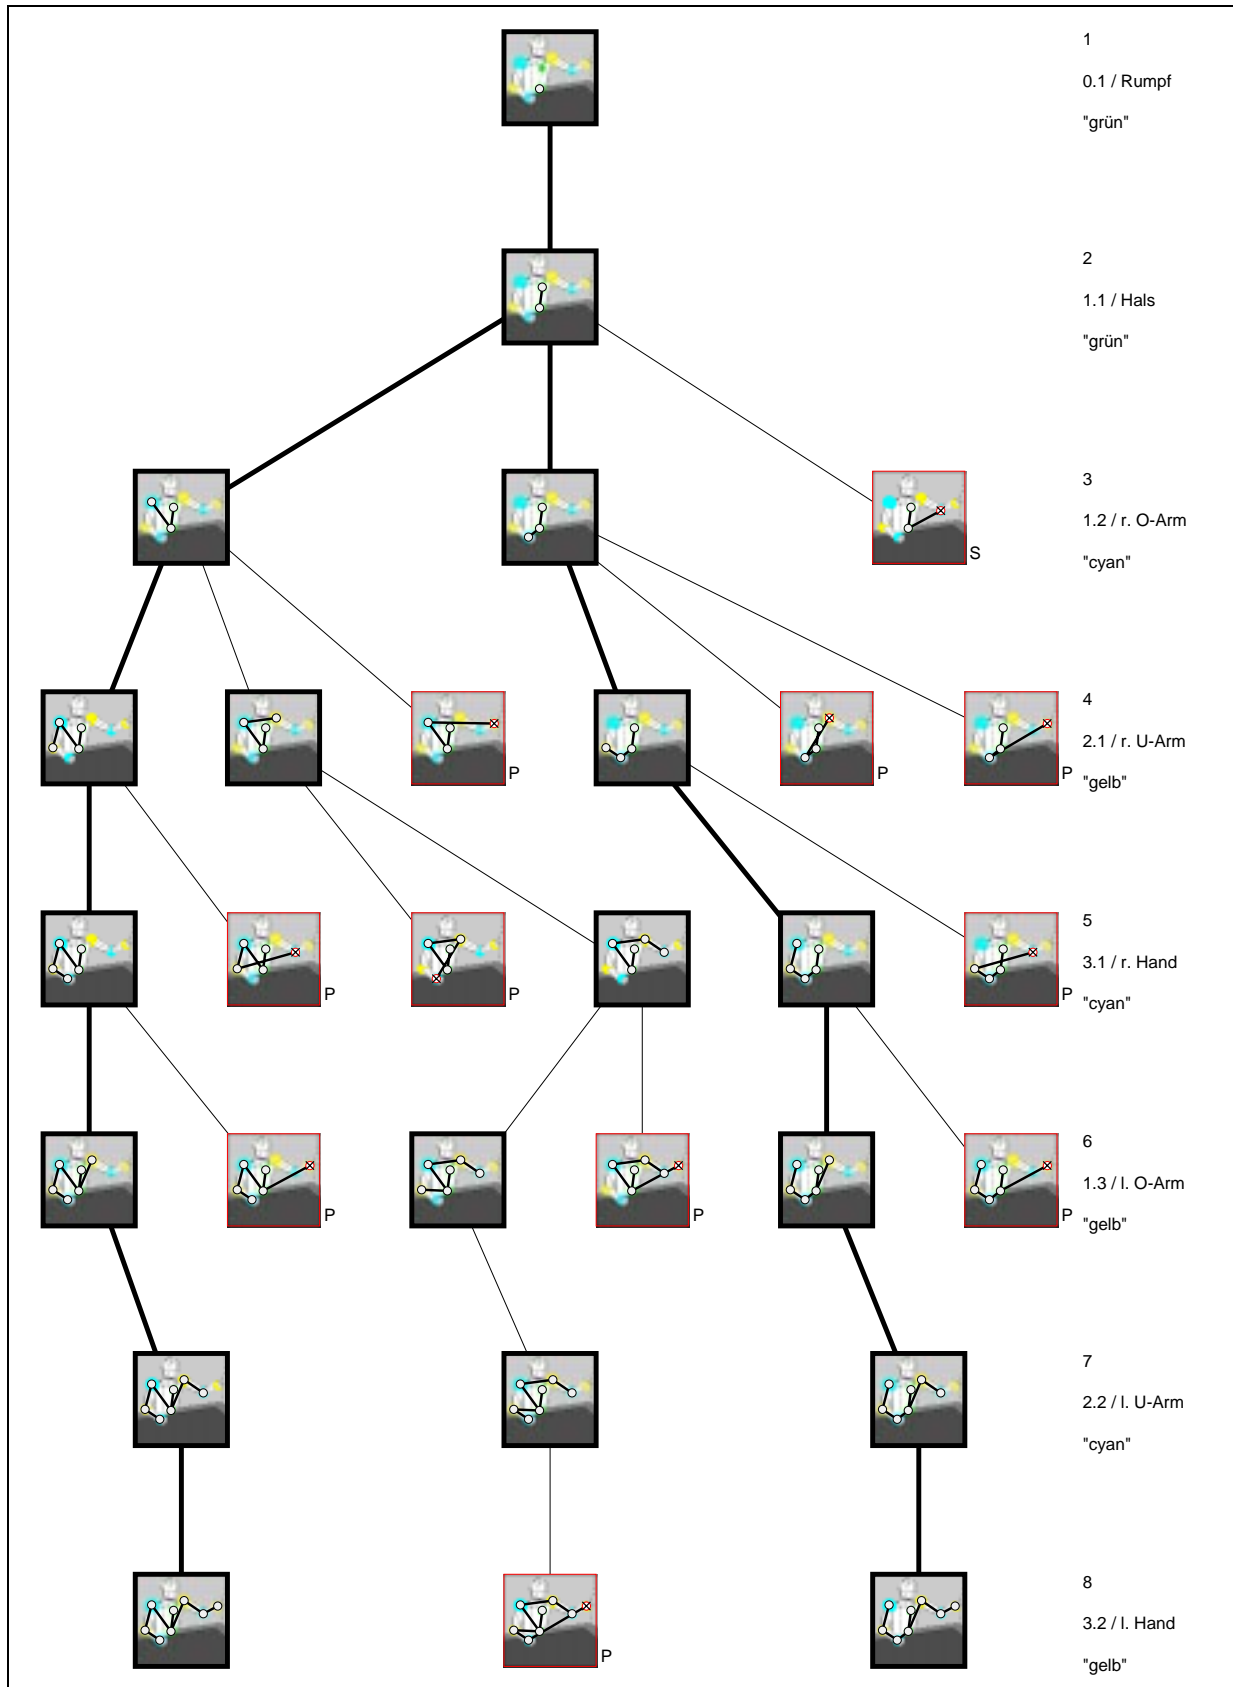 1
0.1 / Rumpf
"grün"
2
1.1 / Hals
"grün"
3
1.2 / r. O-Arm
"cyan"
S
4
2.1 / r. U-Arm
"gelb"
P
P
P
5
3.1 / r. Hand
"cyan"
P
P
P
6
1.3 / l. O-Arm
"gelb"
P
P
P
7
2.2 / l. U-Arm
"cyan"
8
3.2 / l. Hand
"gelb"
P